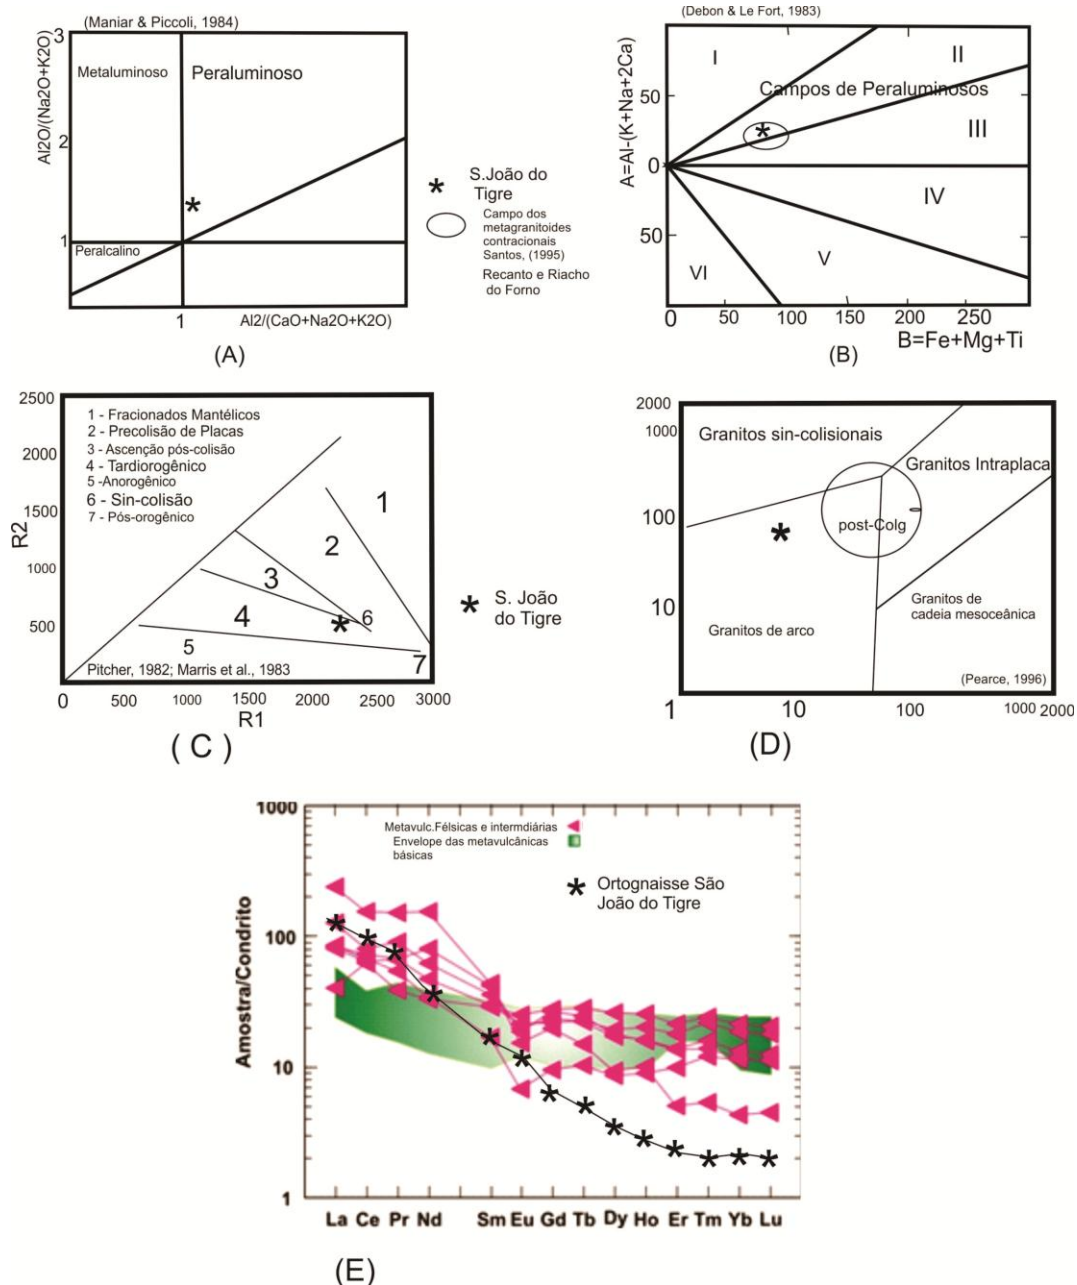 (Maniar & Piccoli, 1984)
3
Metaluminoso
Peraluminoso
Al2O/(Na2O+K2O)
2
1
Peralcalino
1
Al2/(CaO+Na2O+K2O)
(A)
S.João do
Tigre
Campo dos
metagranitoides
contracionais
Santos, (1995)
Recanto e Riacho
do Forno
(Debon & Le Fort, 1983)
I
II
Campos de Peraluminosos
50
III
A=Al-(K+Na+2Ca)
0
IV
50
V
VI
0
50
100
150
200
250
B=Fe+Mg+Ti
(B)
2500
1 - Fracionados Mantélicos
2 - Precolisão de Placas
3 - Ascenção pós-colisão
4 - Tardiorogênico
5 -Anorogênico
6 - Sin-colisão
7 - Pós-orogênico
2000
1500
R2
1000
500
1
2
3
4
5
6
7
Pitcher, 1982; Marris et al., 1983
0
500
1000
1500
2000
2500
3000
R1
( C )
S. João
do Tigre
2000
1000
Granitos sin-colisionais
Granitos Intraplaca
100
post-Colg
10
Granitos de
cadeia mesoceânica
Granitos de arco
(Pearce, 1996)
1
10
100
1000
2000
(D)
1000
Metavulc.Félsicas e intermdiárias
Envelope das metavulcânicas
básicas
Ortognaisse São
João do Tigre
100
Amostra/Condrito
10
1
La Ce Pr Nd Sm Eu Gd Tb Dy Ho Er Tm Yb Lu
(E)